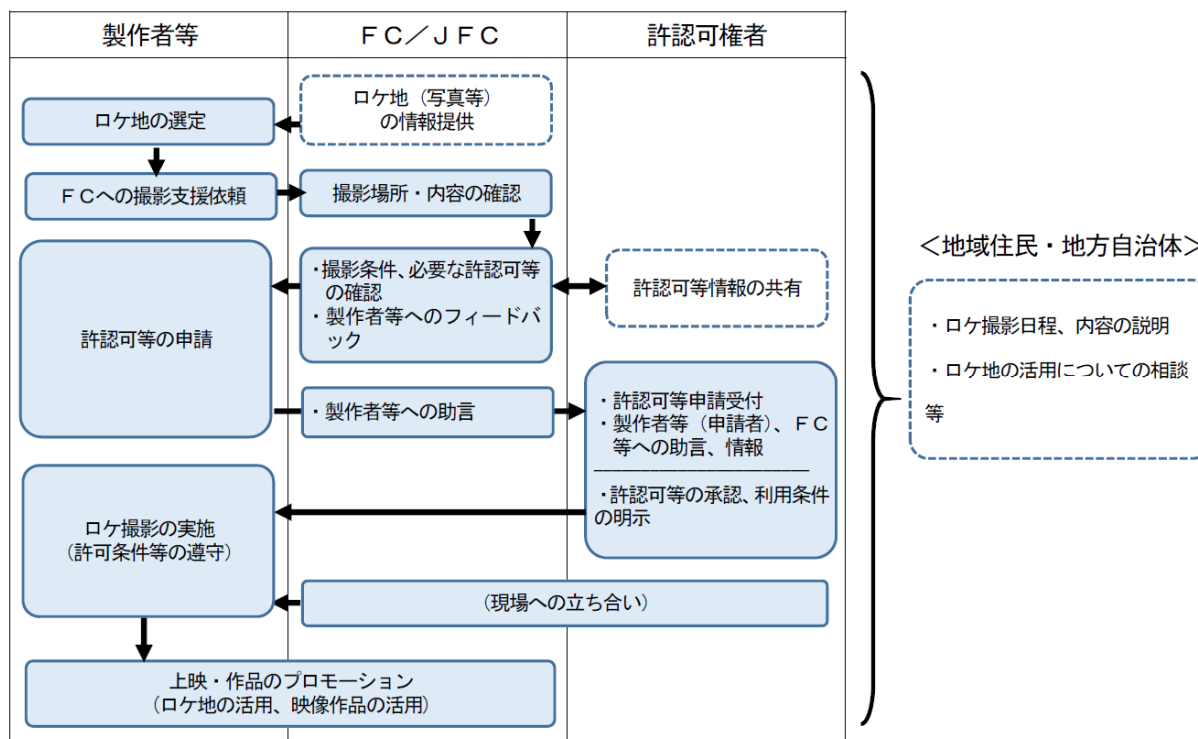 製作者等
ＦＣ／ＪＦＣ
許認可権者
ロケ地（写真等）
の情報提供
ロケ地の選定
ＦＣへの撮影支援依頼
撮影場所・内容の確認
許認可等の申請
・撮影条件、必要な許認可等
の確認
・製作者等へのフィードバ
ック
許認可等情報の共有
・製作者等への助言
・許認可等申請受付
・製作者等（申請者）、ＦＣ
等への助言、情報
・許認可等の承認、利用条件
の明示
ロケ撮影の実施
(許可条件等の遵守)
(現場への立ち合い)
上映・作品のプロモーション
(ロケ地の活用、映像作品の活用)
＜地域住民・地方自治体＞
・ロケ撮影日程、内容の説明
・ロケ地の活用についての相談
等